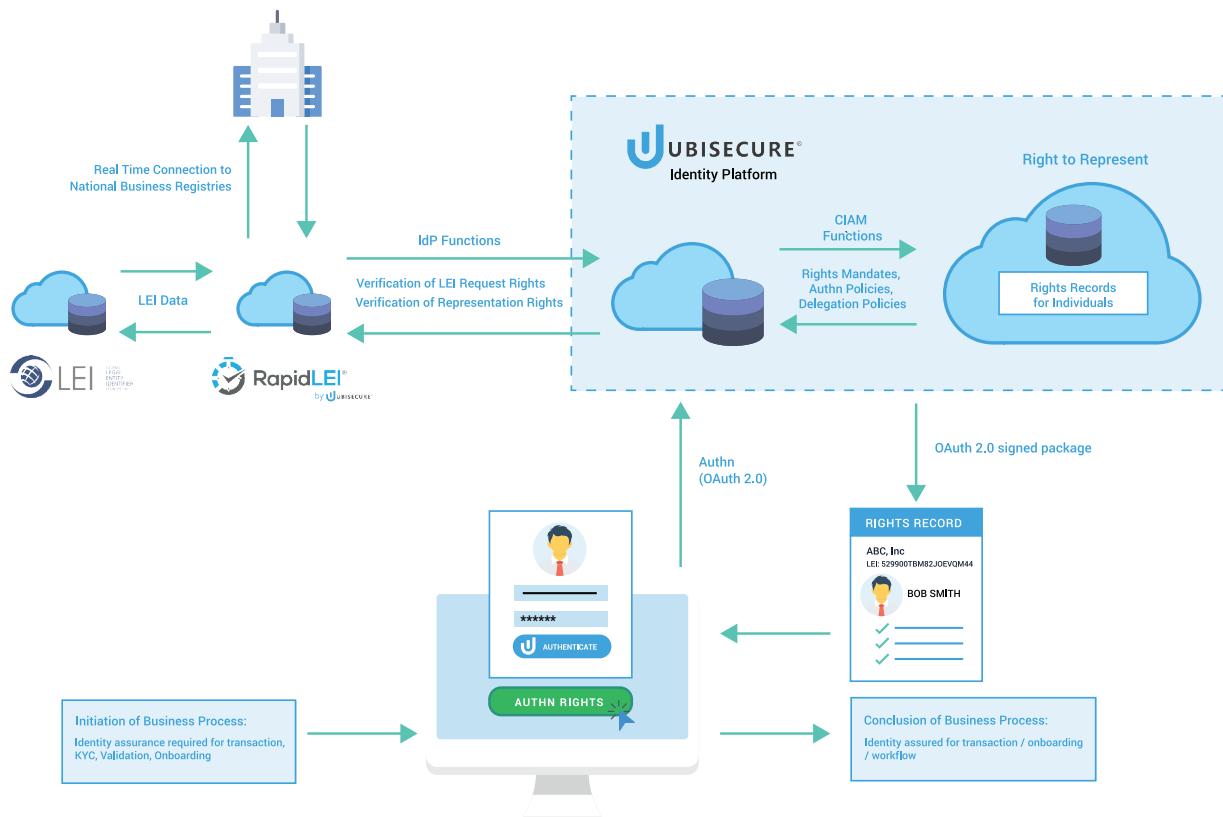 Real Time Connection to
National Business Registries
LEI Data
LEI
GLOBAL
LEGAL
ENTITY
IDENTIFIER
RapidLEI®
by UBISECURE
IdP Functions
Verification of LEI Request Rights
Verification of Representation Rights
UBISECURE®
Identity Platform
CIAM
Functions
Rights Mandates,
Authn Policies,
Delegation Policies
Right to Represent
Rights Records
for Individuals
Authn
(OAuth 2.0)
OAuth 2.0 signed package
RIGHTS RECORD
ABC, Inc
LEI: 529900TBM82JOEVQM44
BOB SMITH
******
AUTHENTICATE
AUTHN RIGHTS
Initiation of Business Process:
Identity assurance required for transaction,
KYC, Validation, Onboarding
Conclusion of Business Process:
Identity assured for transaction / onboarding
/ workflow